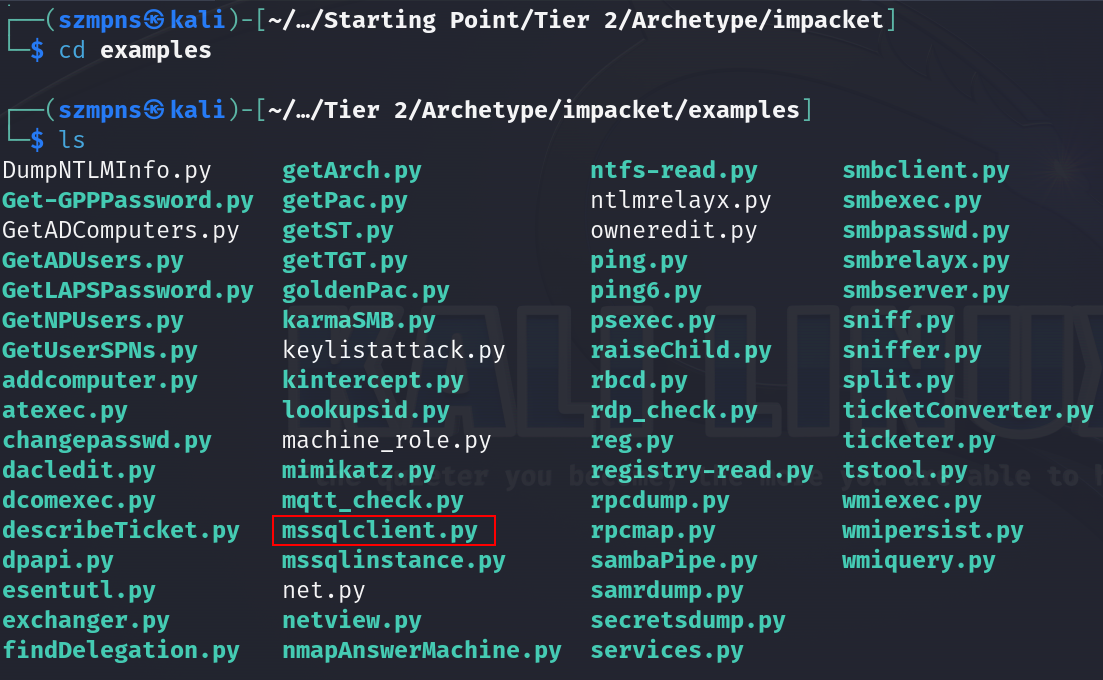 ┌──(szmpns㉿kali)-[~/…/Starting Point/Tier 2/Archetype/impacket]
└─$ cd examples
┌──(szmpns㉿kali)-[~/…/Tier 2/Archetype/impacket/examples]
└─$ ls
DumpNTLMInfo.py getArch.py ntfs-read.py smbclient.py
Get-GPPPassword.py getPac.py ntlmrelayx.py smbexec.py
GetADComputers.py getST.py owneredit.py smbpasswd.py
GetADUsers.py getTGT.py ping.py smbrelayx.py
GetLAPSPassword.py goldenPac.py ping6.py smbserver.py
GetNPUsers.py karmaSMB.py psexec.py sniff.py
GetUserSPNs.py keylistattack.py raiseChild.py sniffer.py
addcomputer.py kintercept.py rbcd.py split.py
atexec.py lookupsid.py rdp_check.py ticketConverter.py
changepasswd.py machine_role.py reg.py ticketer.py
dacledit.py mimikatz.py registry-read.py tstool.py
dcomexec.py mqtt_check.py rpcdump.py wmiexec.py
describeTicket.py mssqlclient.py rpcmap.py wmipersist.py
dpapi.py mssqlinstance.py sambaPipe.py wmiquery.py
esentutl.py net.py samrdump.py
exchanger.py netview.py secretsdump.py
findDelegation.py nmapAnswerMachine.py services.py
KALI LINUX